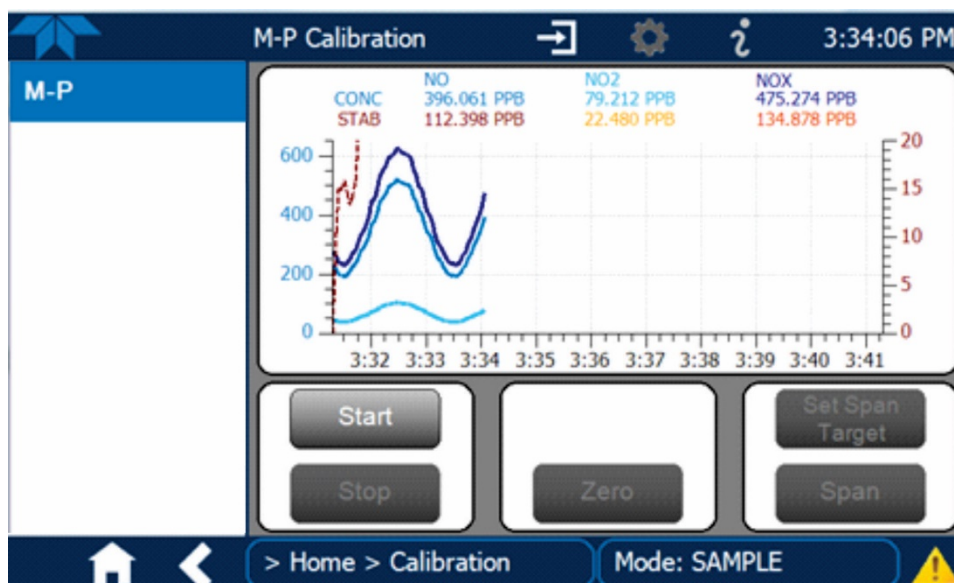 M-P Calibration 3:34:06 PM
M-P
NO NO2 NOX
CONC 396.061 PPB 79.212 PPB 475.274 PPB
STAB 112.398 PPB 22.480 PPB 134.878 PPB
600
400
200
0
20
15
10
5
0
3:32 3:33 3:34 3:35 3:36 3:37 3:38 3:39 3:40 3:41
Start
Stop
Zero
Set Span
Target
Span
> Home > Calibration
Mode: SAMPLE